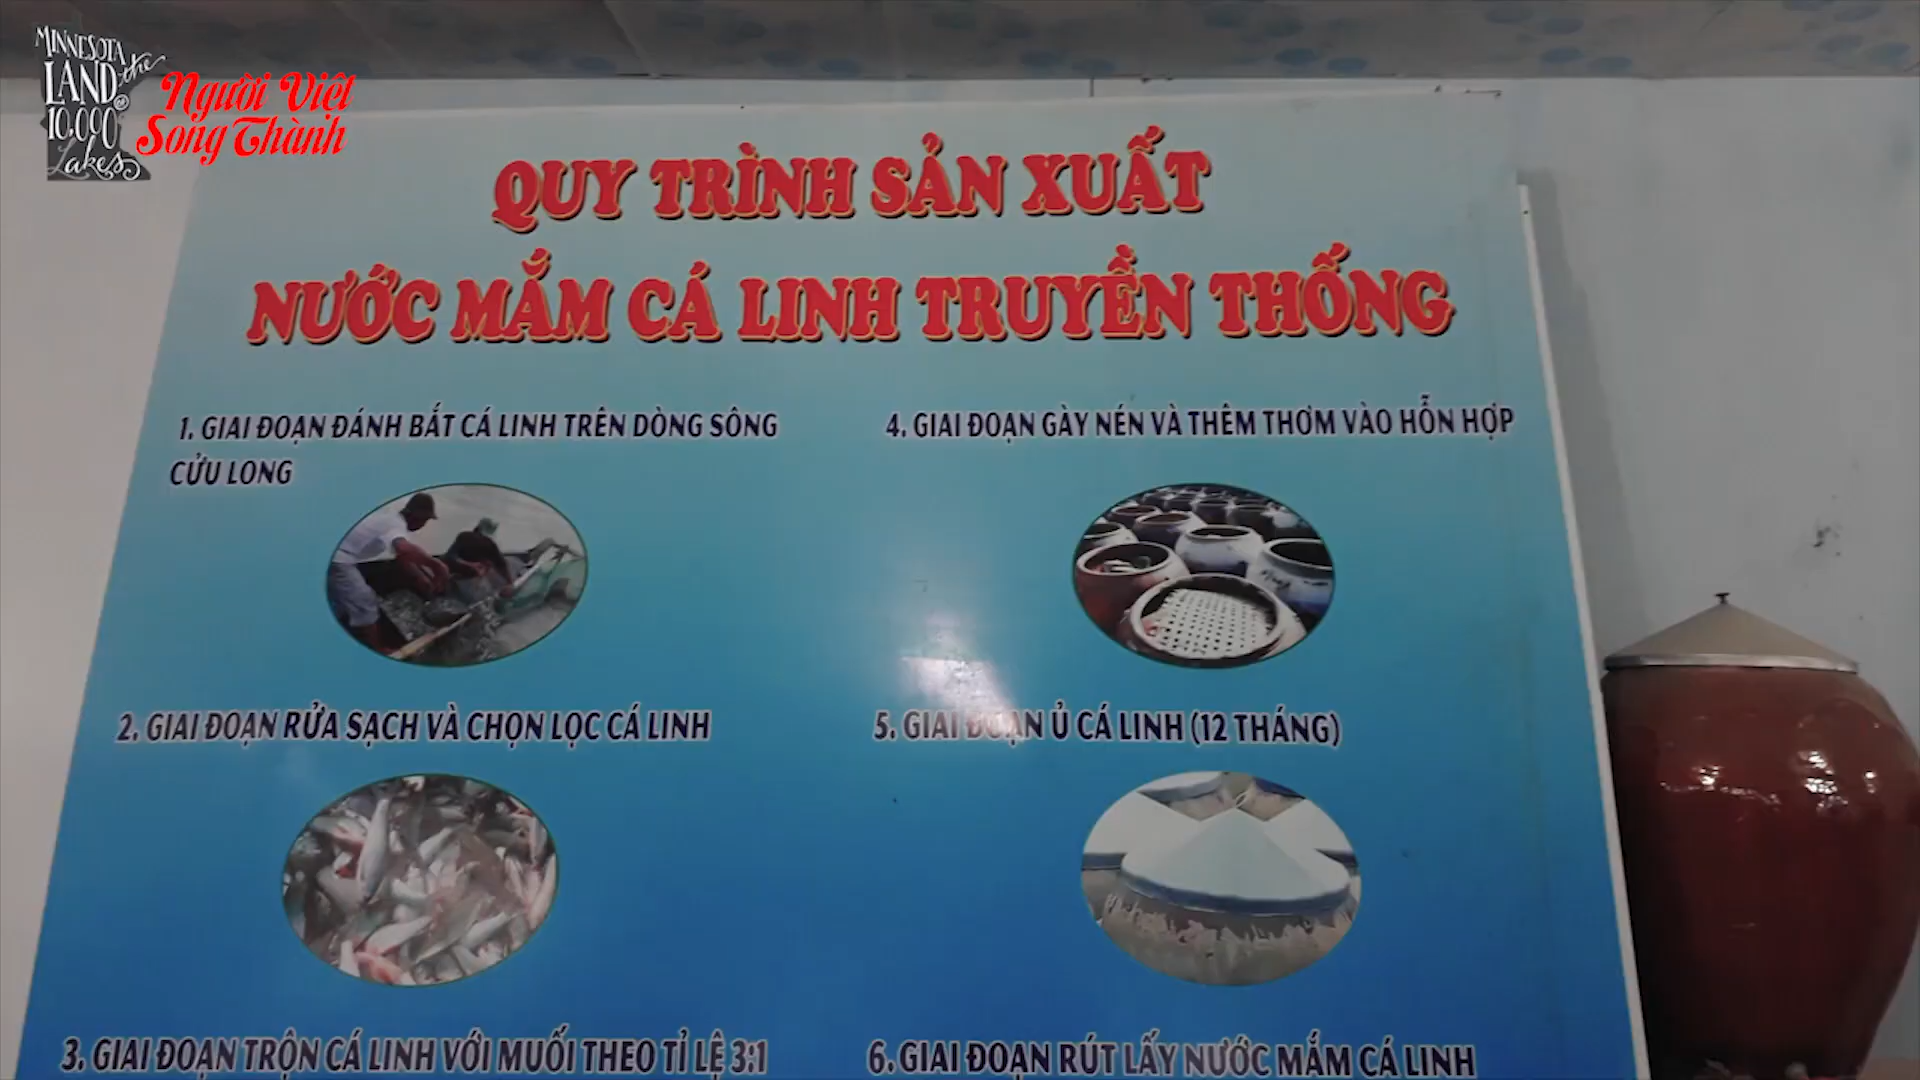 MINNESOTA
LAND the
of
10,000
Lakes
Người Việt
Song Thành
QUY TRÌNH SẢN XUẤT
NƯỚC MẮM CÁ LINH TRUYỀN THỐNG
1. GIAI ĐOẠN ĐÁNH BẮT CÁ LINH TRÊN DÒNG SÔNG
CỬU LONG
2. GIAI ĐOẠN RỬA SẠCH VÀ CHỌN LỌC CÁ LINH
3. GIAI ĐOẠN TRỘN CÁ LINH VỚI MUỐI THEO TỈ LỆ 3:1
4. GIAI ĐOẠN GÀY NÉN VÀ THÊM THƠM VÀO HỖN HỢP
5. GIAI ĐOẠN Ủ CÁ LINH (12 THÁNG)
6. GIAI ĐOẠN RÚT LẤY NƯỚC MẮM CÁ LINH